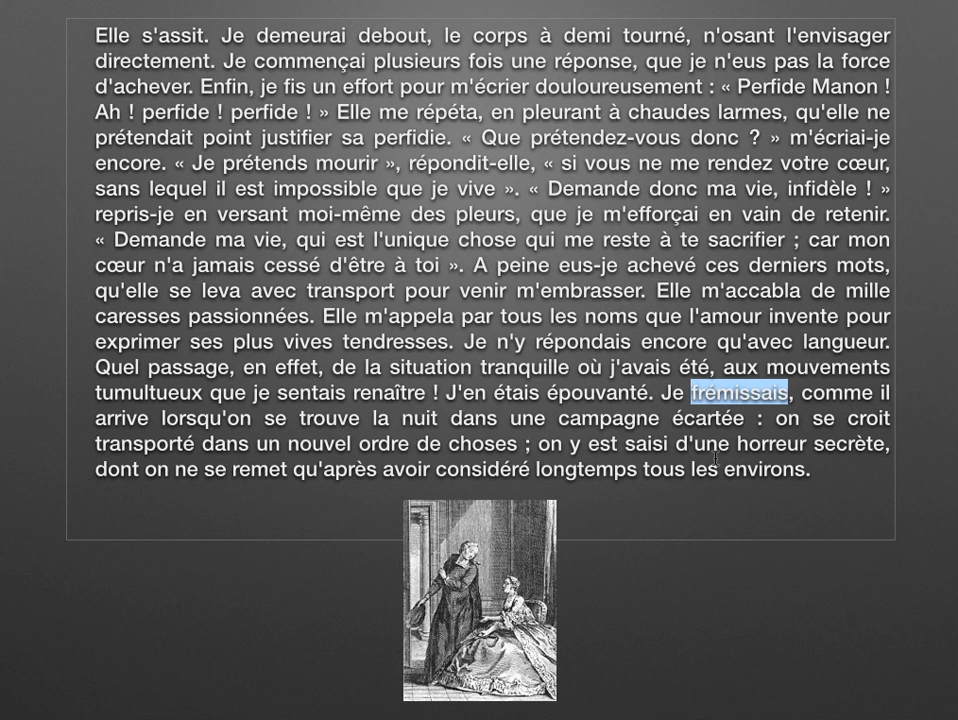 Elle s'assit. Je demeurai debout, le corps à demi tourné, n'osant l'envisager
directement. Je commençai plusieurs fois une réponse, que je n'eus pas la force
d'achever. Enfin, je fis un effort pour m'écrier douloureusement : « Perfide Manon !
Ah ! perfide ! perfide ! » Elle me répéta, en pleurant à chaudes larmes, qu'elle ne
prétendait point justifier sa perfidie. « Que prétendez-vous donc ? » m'écriai-je
encore. « Je prétends mourir », répondit-elle, « si vous ne me rendez votre cœur,
sans lequel il est impossible que je vive ». « Demande donc ma vie, infidèle ! »
repris-je en versant moi-même des pleurs, que je m'efforçai en vain de retenir.
« Demande ma vie, qui est l'unique chose qui me reste à te sacrifier ; car mon
cœur n'a jamais cessé d'être à toi ». A peine eus-je achevé ces derniers mots,
qu'elle se leva avec transport pour venir m'embrasser. Elle m'accabla de mille
caresses passionnées. Elle m'appela par tous les noms que l'amour invente pour
exprimer ses plus vives tendresses. Je n'y répondais encore qu'avec langueur.
Quel passage, en effet, de la situation tranquille où j'avais été, aux mouvements
tumultueux que je sentais renaître ! J'en étais épouvanté. Je frémissais, comme il
arrive lorsqu'on se trouve la nuit dans une campagne écartée : on se croit
transporté dans un nouvel ordre de choses ; on y est saisi d'une horreur secrète,
dont on ne se remet qu'après avoir considéré longtemps tous les environs.